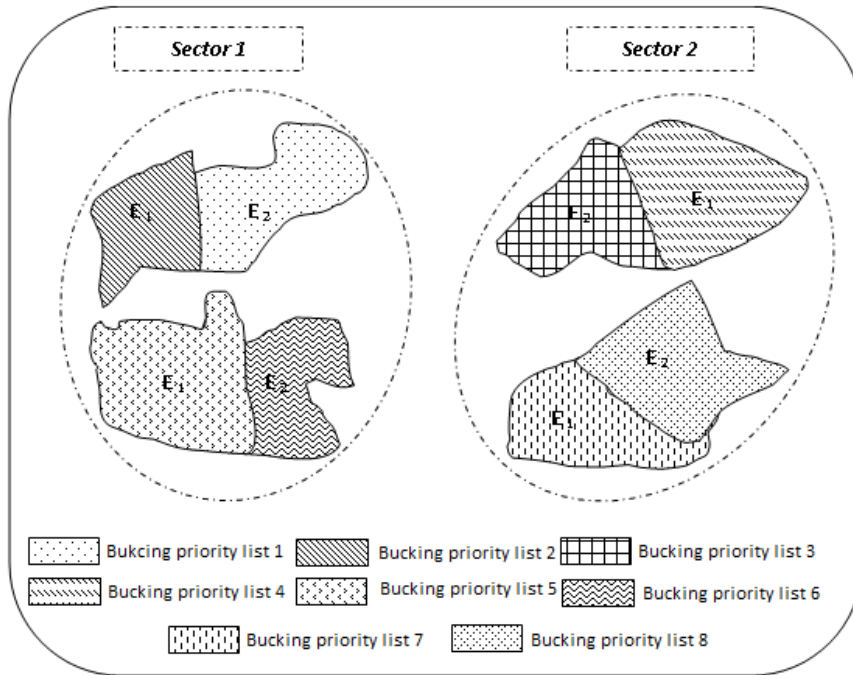 Sector 1
Sector 2
E1
E2
E2
E1
E1
E2
E2
E1
Bukcing priority list 1
Bucking priority list 2
Bucking priority list 3
Bucking priority list 4
Bucking priority list 5
Bucking priority list 6
Bucking priority list 7
Bucking priority list 8